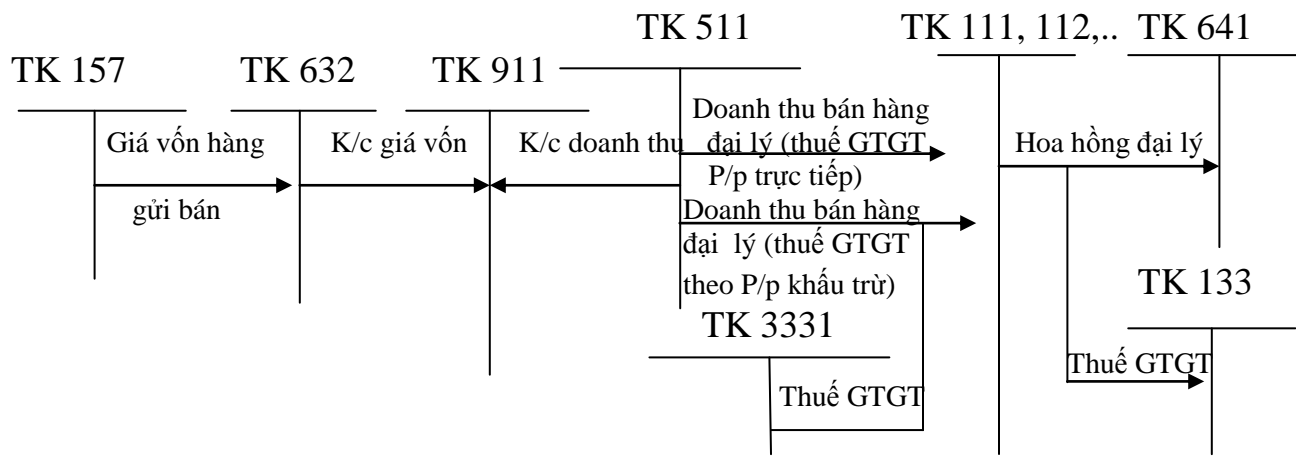 TK 511
TK 111, 112,..
TK 641
TK 157
TK 632
TK 911
Doanh thu bán hàng
đại lý (thuế GTGT
P/p trực tiếp)
Giá vốn hàng
gửi bán
K/c giá vốn
K/c doanh thu
Hoa hồng đại lý
Doanh thu bán hàng
đại lý (thuế GTGT
theo P/p khấu trừ)
TK 133
TK 3331
Thuế GTGT
Thuế GTGT